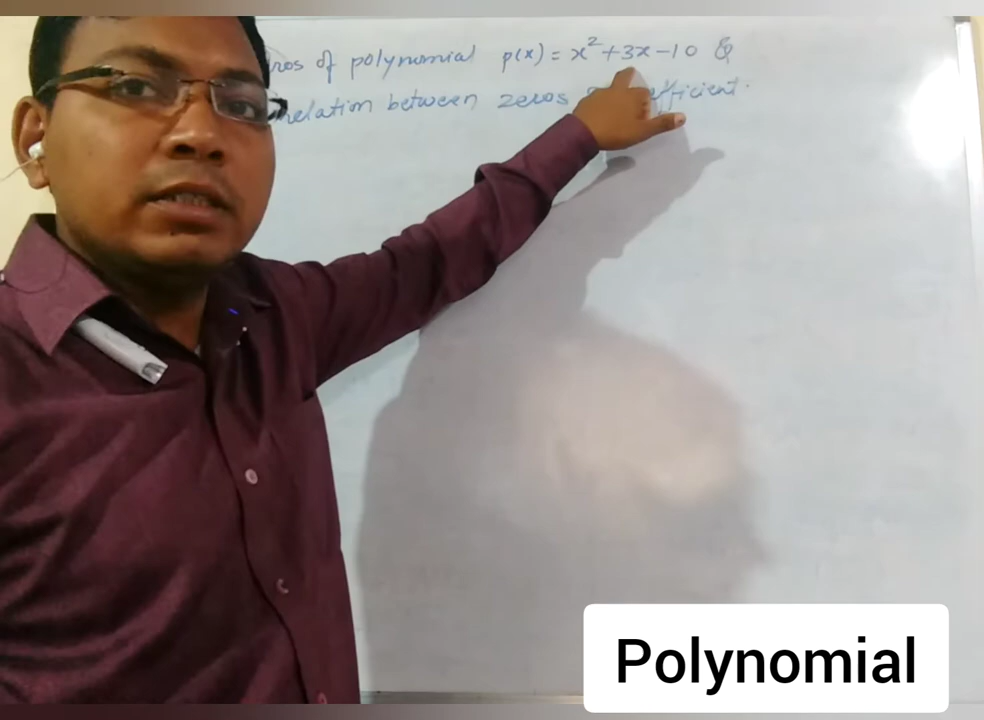 of polynomial p(x) = x² + 3x - 10 &
relation between zeros
Polynomial